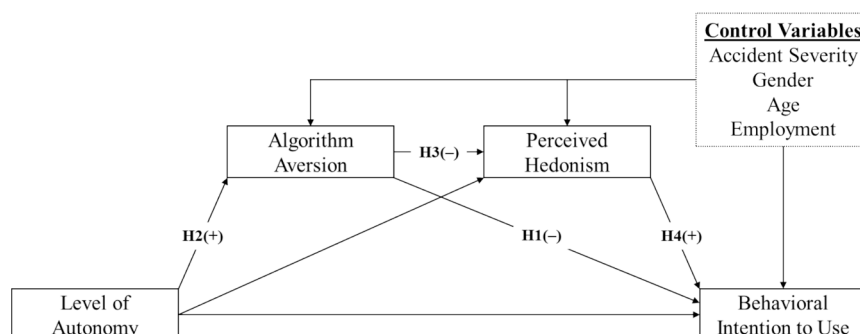 Control Variables
Accident Severity
Gender
Age
Employment
Algorithm
Aversion
H3(–)
Perceived
Hedonism
H2(+)
H1(–)
H4(+)
Level of
Autonomy
Behavioral
Intention to Use